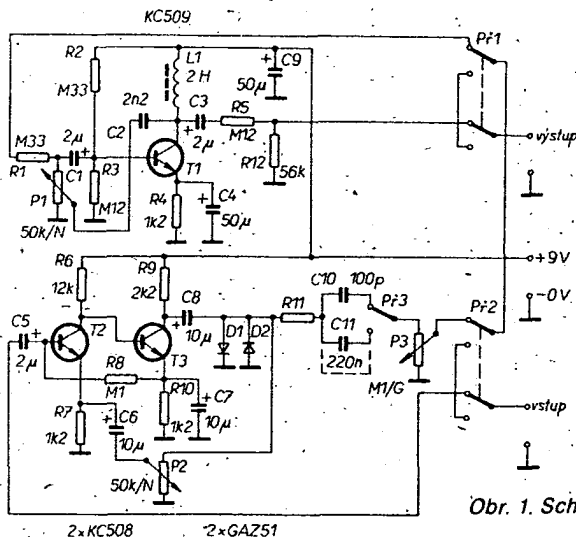 KC509
R2
M33
L1
2 H
C9
50µ
Př1
2n2
C2
C3
2µ
R5
M12
M33
R1
2µ
C1
R3
M12
T1
R12
56k
výstup
P1
50k/N
R4
1k2
C4
50µ
R6
12k
R9
2k2
C8
10µ
+9V
-0V
C10
100p
Př3
C5
2µ
T2
T3
D1
D2
R11
C11
220n
P3
M1/G
Př2
R8
M1
R7
1k2
C6
10µ
R10
1k2
C7
10µ
P2
50k/N
vstup
2×KC508
2×GAZ51
Obr. 1. Sch